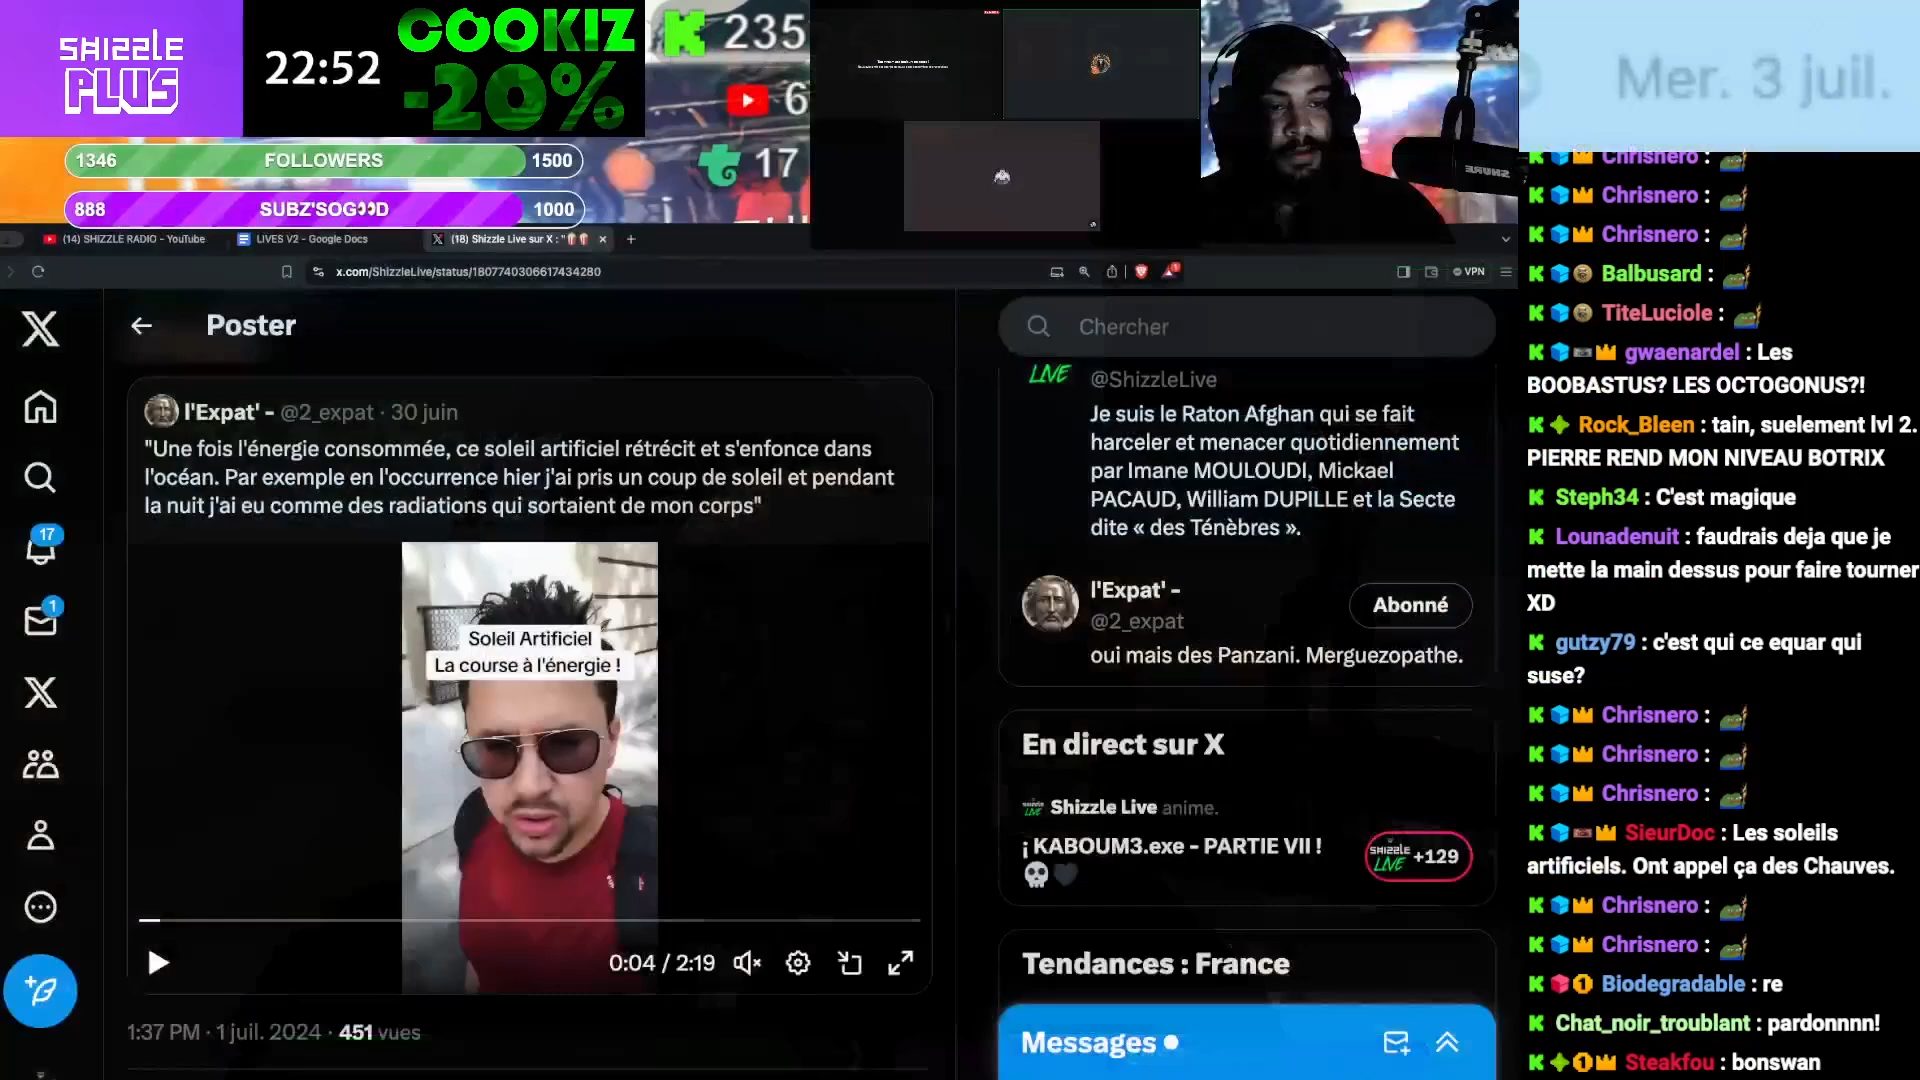 SHIZZLE
PLUS
22:52
COOKIZ
-20%
235
6
17
1346 FOLLOWERS 1500
888 SUBZ'SOG👀D 1000
Mer. 3 juil.
(14) SHIZZLE RADIO - YouTube
LIVES V2 - Google Docs
(18) Shizzle Live sur X : "🍿🍿
x.com/ShizzleLive/status/1807740306617434280
VPN
Poster
l'Expat' - @2_expat · 30 juin
"Une fois l'énergie consommée, ce soleil artificiel rétrécit et s'enfonce dans
l'océan. Par exemple en l'occurrence hier j'ai pris un coup de soleil et pendant
la nuit j'ai eu comme des radiations qui sortaient de mon corps"
Soleil Artificiel
La course à l'énergie !
0:04 / 2:19
1:37 PM · 1 juil. 2024 · 451 vues
17
1
Chercher
LIVE
@ShizzleLive
Je suis le Raton Afghan qui se fait
harceler et menacer quotidiennement
par Imane MOULOUDI, Mickael
PACAUD, William DUPILLE et la Secte
dite « des Ténèbres ».
l'Expat' -
@2_expat
Abonné
oui mais des Panzani. Merguezopathe.
En direct sur X
Shizzle Live anime.
¡ KABOUM3.exe - PARTIE VII !
💀🖤
SHIZZLE
LIVE +129
Tendances : France
Messages
SHURE
Chrisnero :
Chrisnero :
Chrisnero :
Balbusard :
TiteLuciole :
gwaenardel : Les
BOOBASTUS? LES OCTOGONUS?!
Rock_Bleen : tain, suelement lvl 2.
PIERRE REND MON NIVEAU BOTRIX
Steph34 : C'est magique
Lounadenuit : faudrais deja que je
mette la main dessus pour faire tourner
XD
gutzy79 : c'est qui ce equar qui
suse?
Chrisnero :
Chrisnero :
Chrisnero :
SieurDoc : Les soleils
artificiels. Ont appel ça des Chauves.
Chrisnero :
Chrisnero :
Biodegradable : re
Chat_noir_troublant : pardonnnn!
Steakfou : bonswan